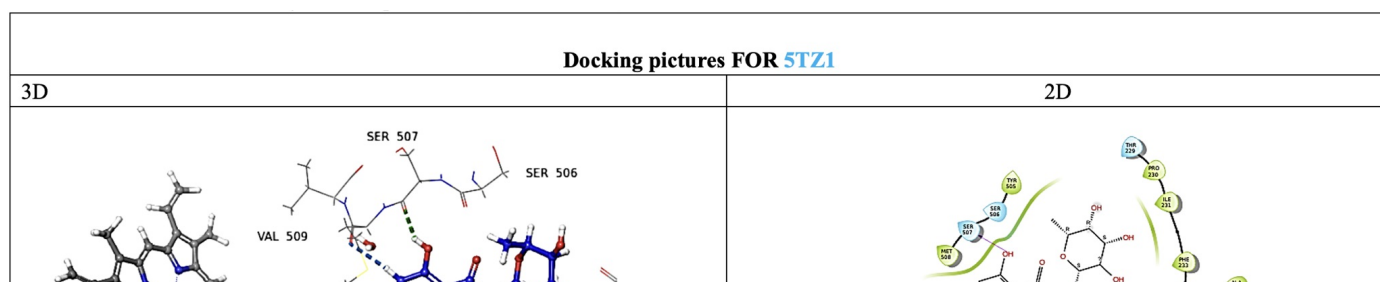 Docking pictures FOR 5TZ1
3D
2D
SER 507
SER 506
VAL 509
THR
229
PRO
230
ILE
231
PHE
233
TYR
505
SER
506
SER
507
MET
508
OH
R
R
S
OH
O
S
OH
OH
O